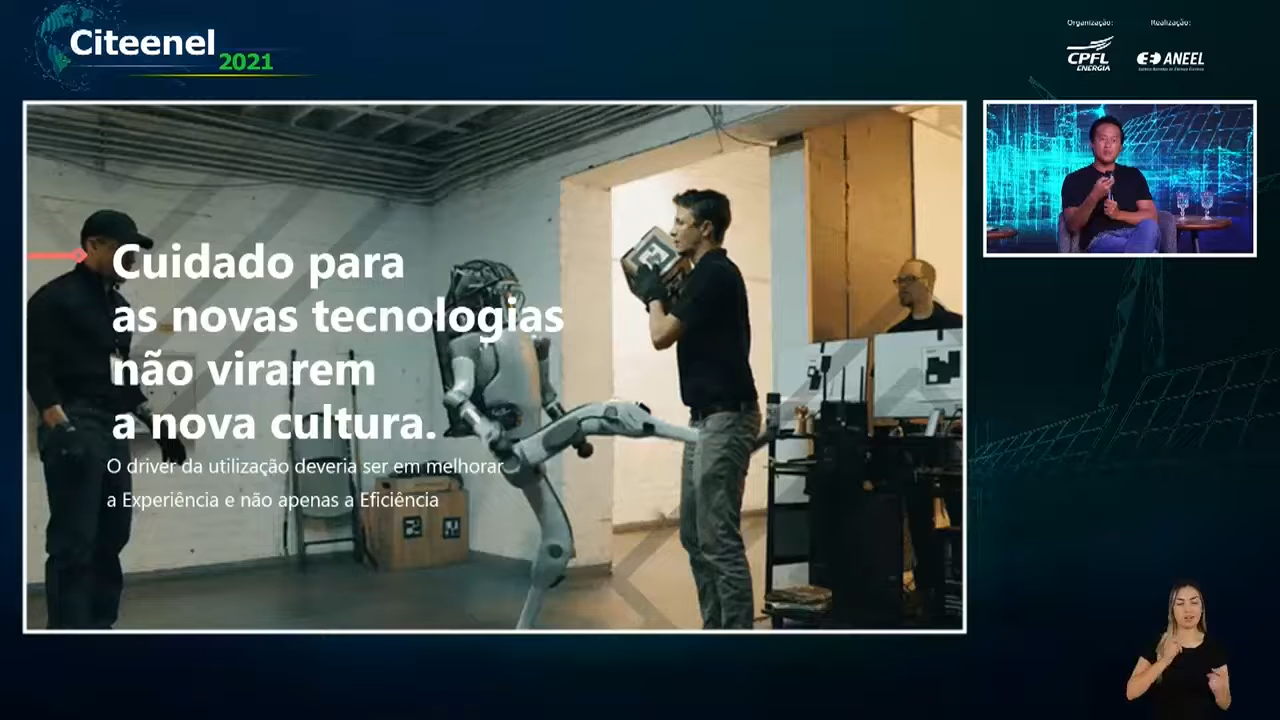 Citeenel
2021
Organização:
Realização:
CPFL
ENERGIA
ANEEL
Cuidado para
as novas tecnologias
não virarem
a nova cultura.
O driver da utilização deveria ser em melhorar
a Experiência e não apenas a Eficiência